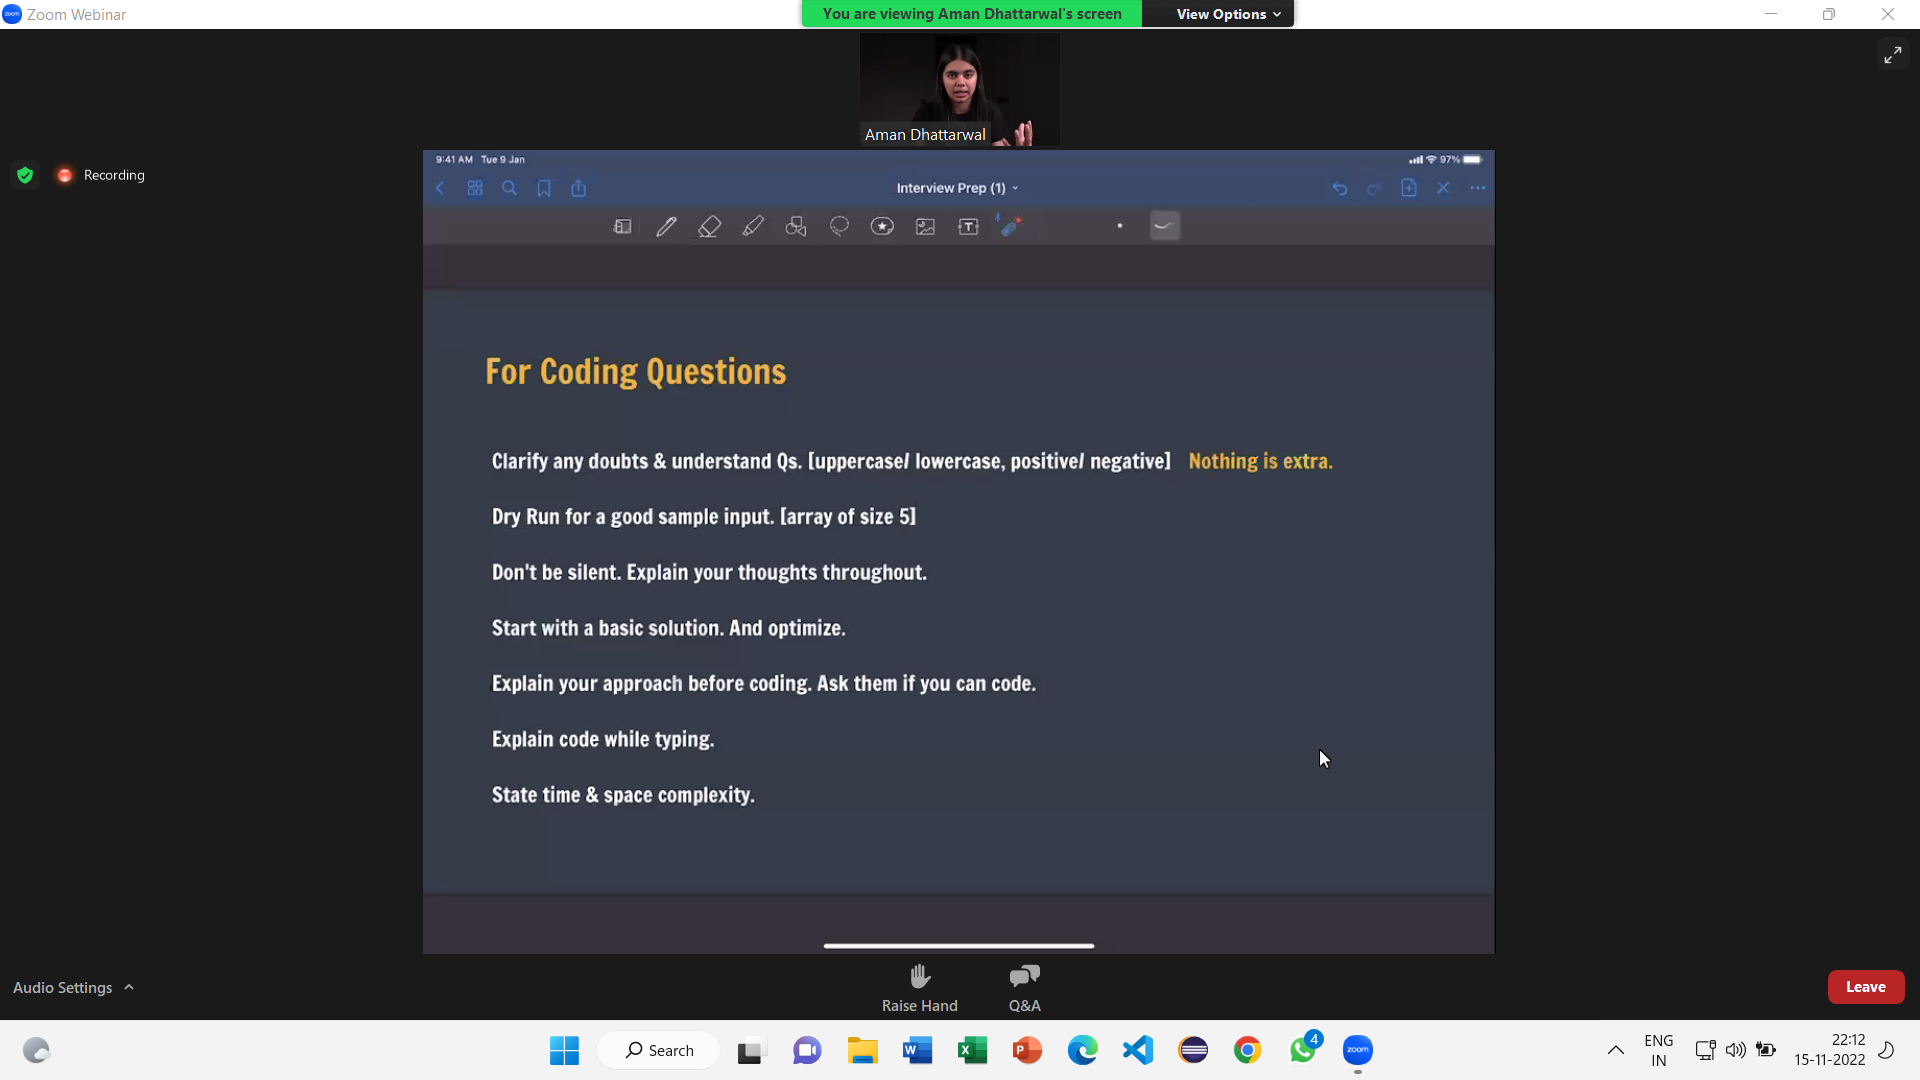 Zoom Webinar
You are viewing Aman Dhattarwal's screen
View Options
Aman Dhattarwal
Recording
9:41 AM Tue 9 Jan
97%
Interview Prep (1)
For Coding Questions
Clarify any doubts & understand Qs. [uppercase/ lowercase, positive/ negative] Nothing is extra.
Dry Run for a good sample input. [array of size 5]
Don't be silent. Explain your thoughts throughout.
Start with a basic solution. And optimize.
Explain your approach before coding. Ask them if you can code.
Explain code while typing.
State time & space complexity.
Audio Settings
Raise Hand
Q&A
Leave
Search
4
zoom
ENG
IN
22:12
15-11-2022